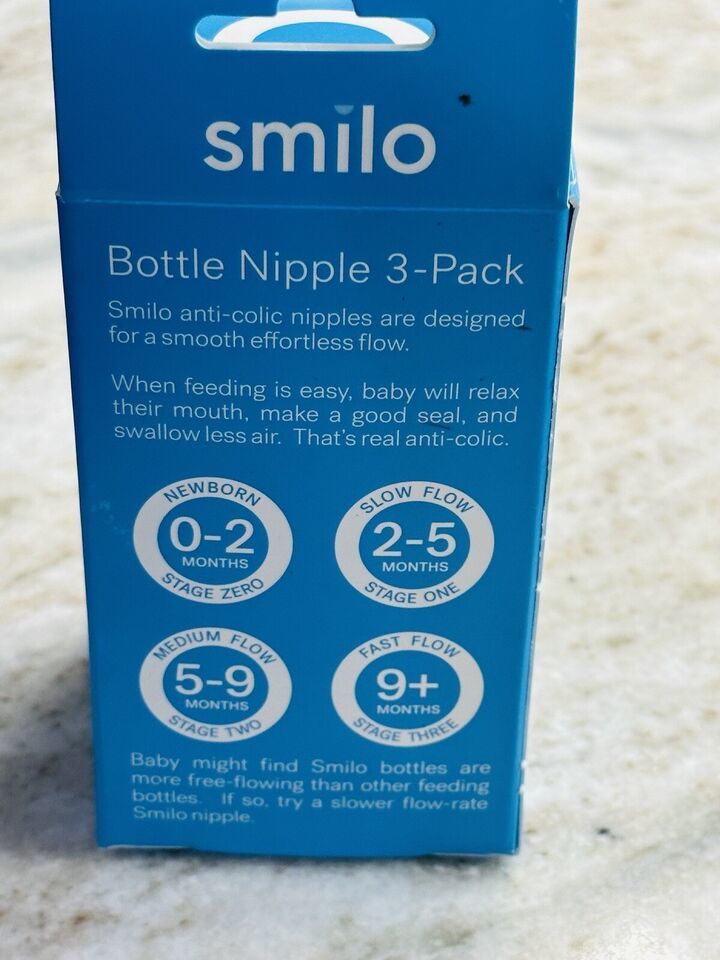 smilo
Bottle Nipple 3-Pack
Smilo anti-colic nipples are designed
for a smooth effortless flow.
When feeding is easy, baby will relax
their mouth, make a good seal, and
swallow less air. That's real anti-colic.
NEWBORN
0-2
MONTHS
STAGE ZERO
SLOW FLOW
2-5
MONTHS
STAGE ONE
MEDIUM FLOW
5-9
MONTHS
STAGE TWO
FAST FLOW
9+
MONTHS
STAGE THREE
Baby might find Smilo bottles are
more free-flowing than other feeding
bottles. If so, try a slower flow-rate
Smilo nipple.